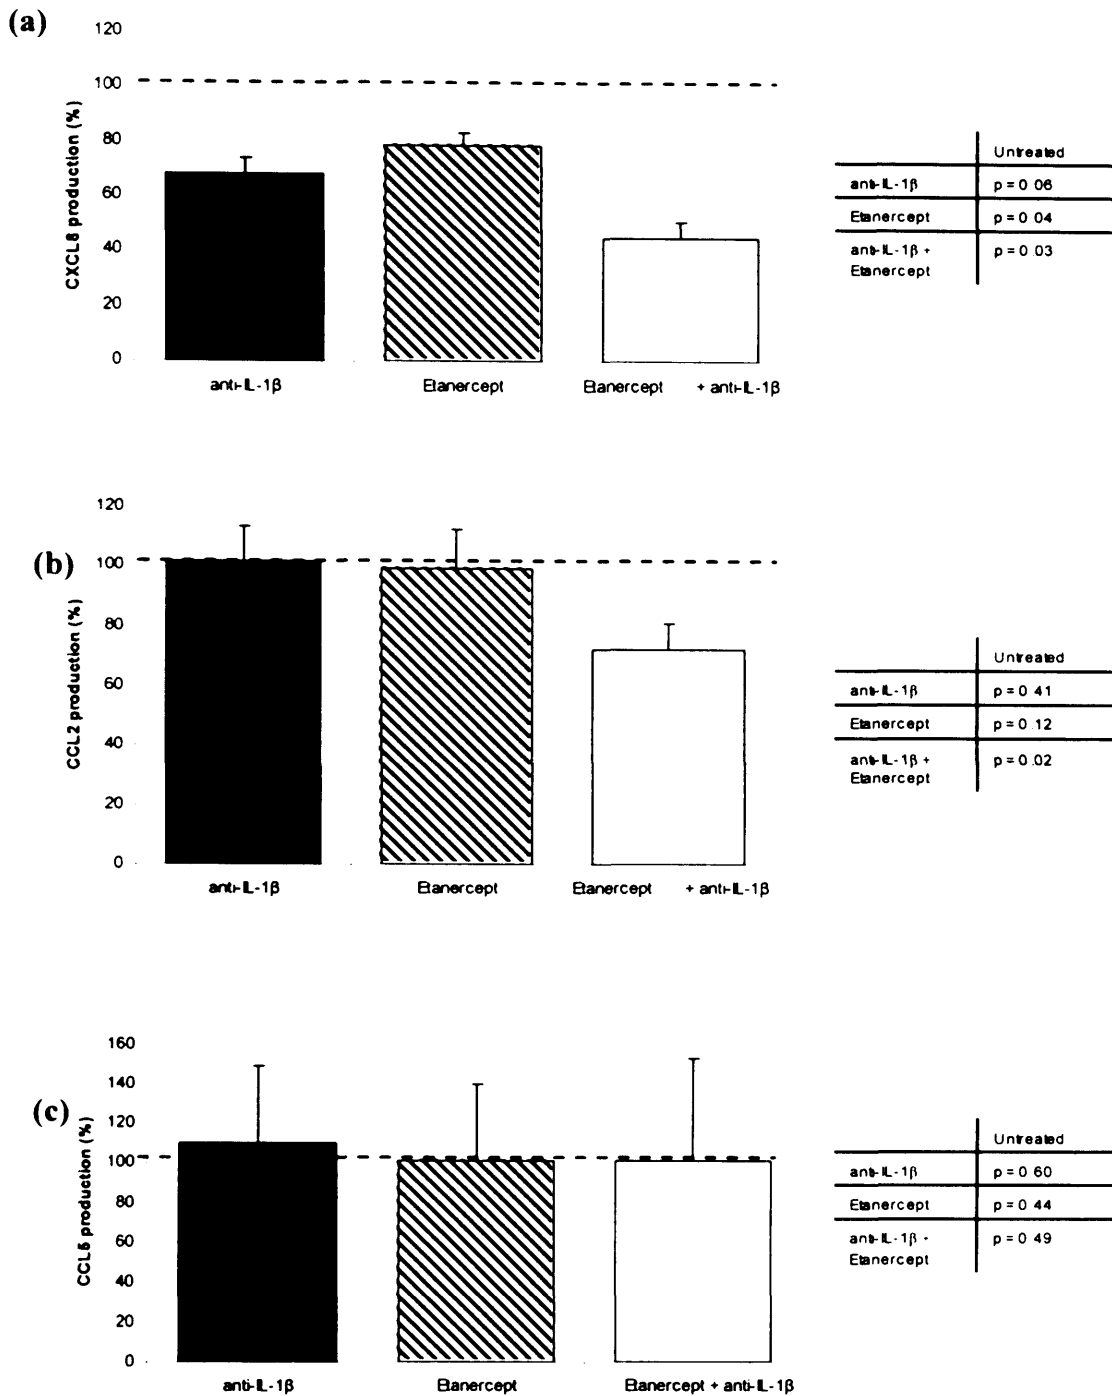 (a)
120
100
80
60
40
20
0
CXCL8 production (%)
anti-IL-1β Etanercept Etanercept + anti-IL-1β
Untreated
anti-IL-1β p = 0.06
Etanercept p = 0.04
anti-IL-1β + p = 0.03
Etanercept
(b)
120
100
80
60
40
20
0
CCL2 production (%)
anti-IL-1β Etanercept Etanercept + anti-IL-1β
Untreated
anti-IL-1β p = 0.41
Etanercept p = 0.12
anti-IL-1β + p = 0.02
Etanercept
(c)
160
140
120
100
80
60
40
20
0
CCL5 production (%)
anti-IL-1β Etanercept Etanercept + anti-IL-1β
Untreated
anti-IL-1β p = 0.60
Etanercept p = 0.44
anti-IL-1β + p = 0.49
Etanercept